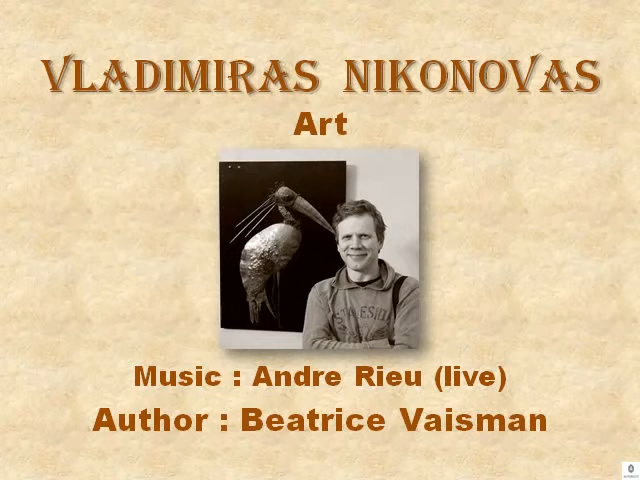 VLADIMIRAS NIKONOVAS
Art
Music : Andre Rieu (live)
Author : Beatrice Vaisman